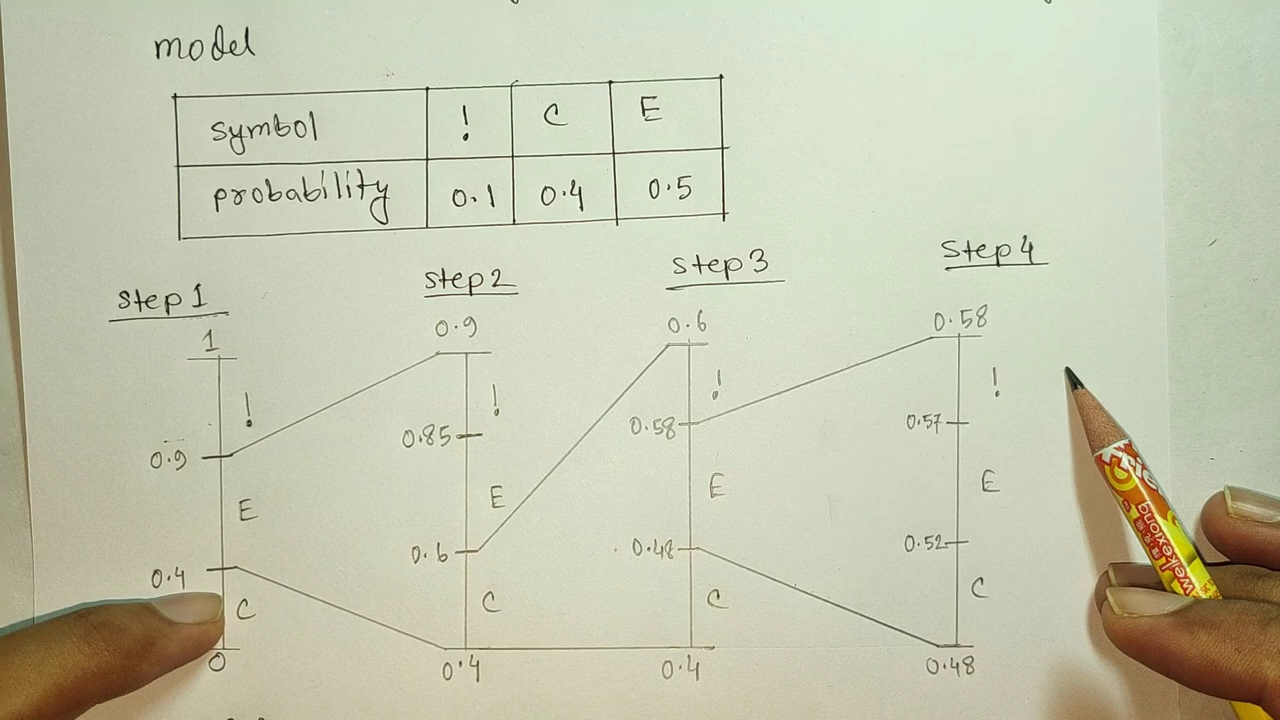 model
symbol ! C E
probability 0.1 0.4 0.5
Step 1 Step 2 Step 3 Step 4
1 0.9 0.6 0.58
! ! ! !
0.9 0.85 0.58 0.57
E E E E
0.4 0.6 0.48 0.52
C C C C
0 0.4 0.4 0.48
weikexiong